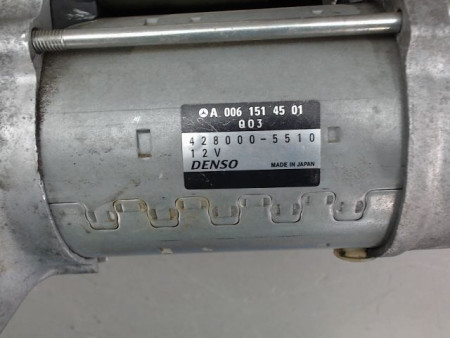 A 006 151 45 01
Q03
428000-5510
12V
DENSO MADE IN JAPAN